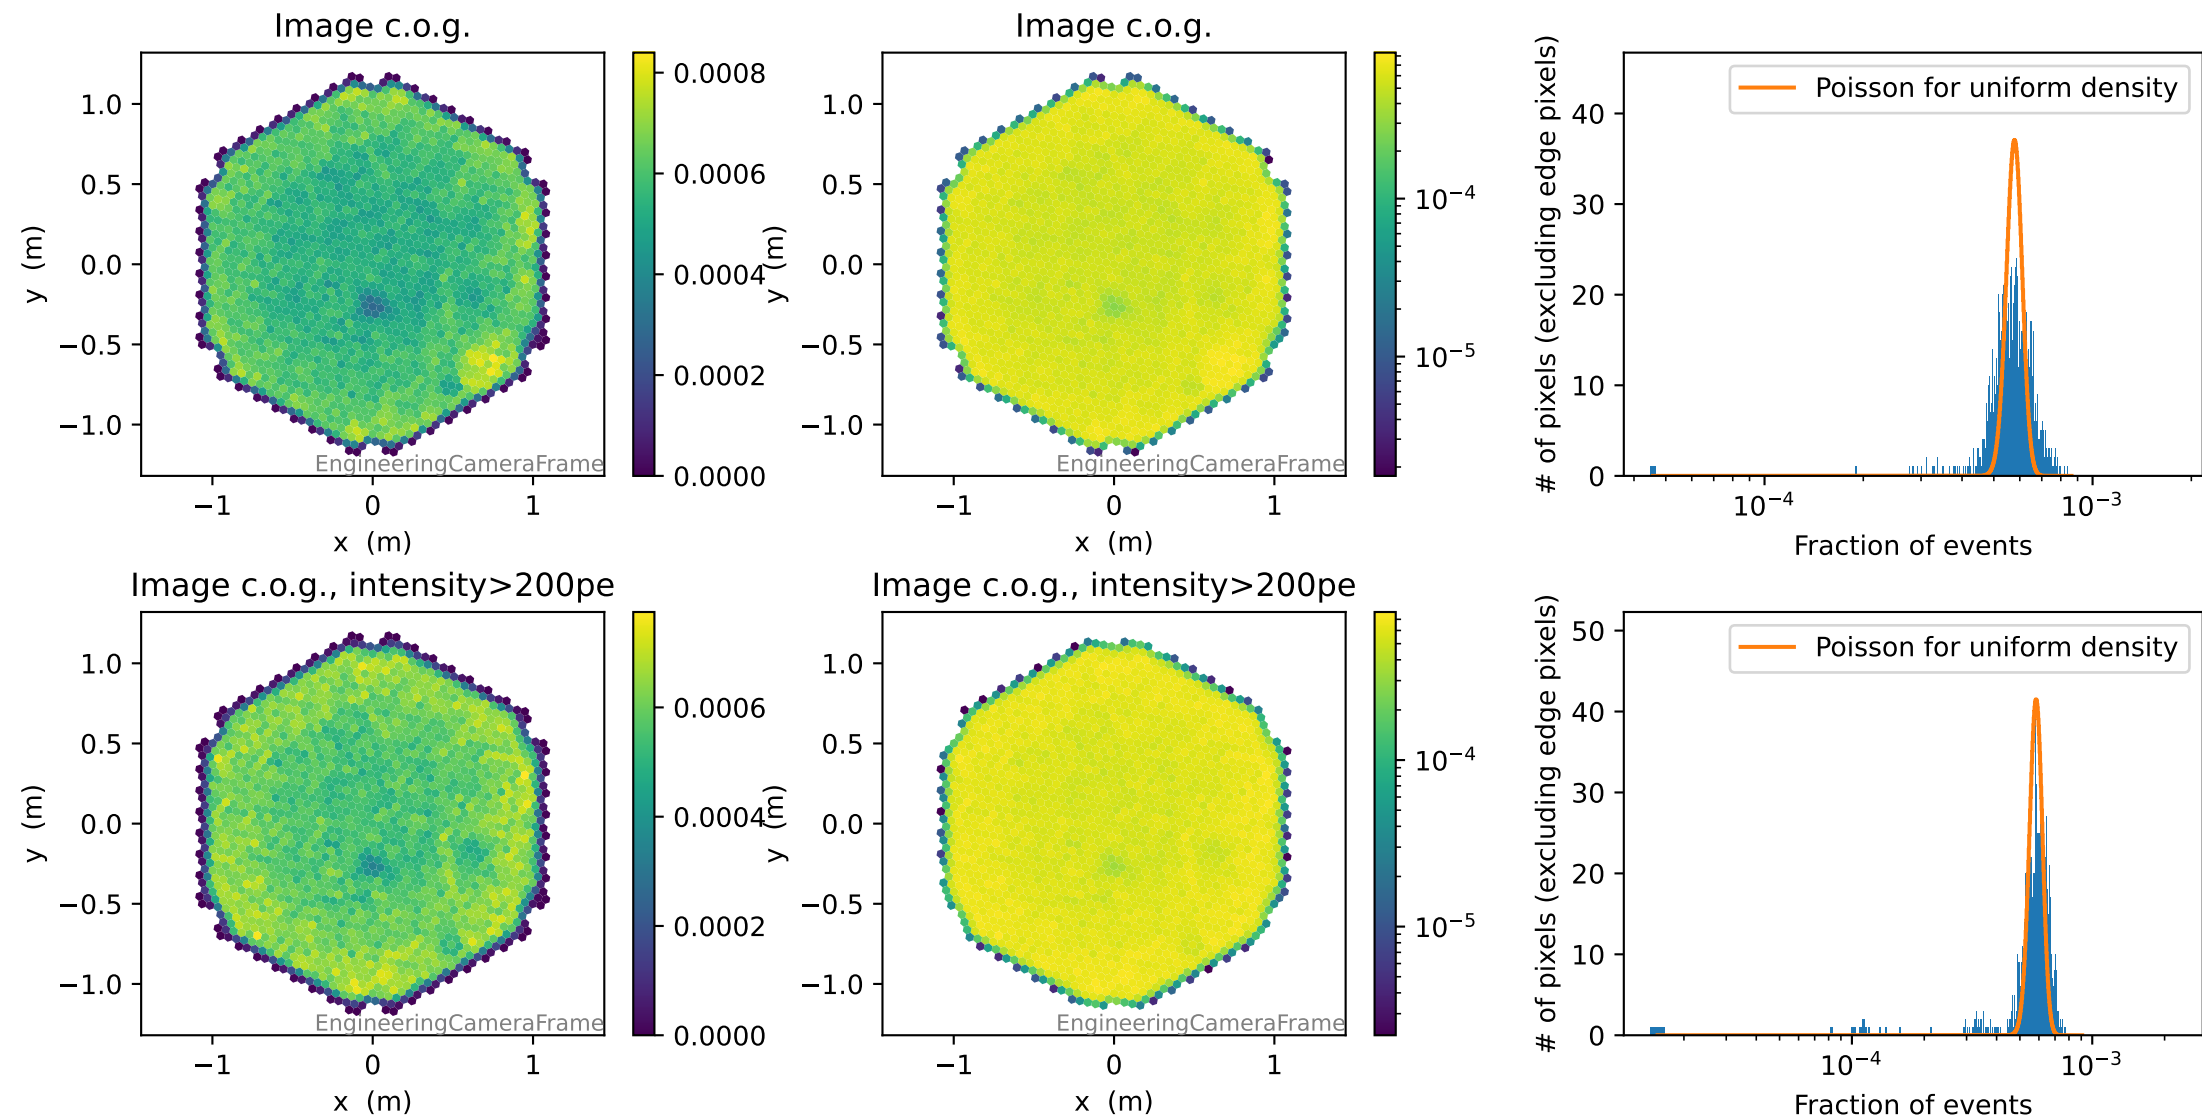 Image c.o.g.
1.0
0.5
0.0
−0.5
−1.0
y (m)
−1
0
1
x (m)
EngineeringCameraFrame
0.0008
0.0006
0.0004
0.0002
0.0000
Image c.o.g.
1.0
0.5
0.0
−0.5
−1.0
y (m)
−1
0
1
x (m)
EngineeringCameraFrame
10⁻⁴
10⁻⁵
Poisson for uniform density
40
30
20
10
0
# of pixels (excluding edge pixels)
10⁻⁴
10⁻³
Fraction of events
Image c.o.g., intensity>200pe
1.0
0.5
0.0
−0.5
−1.0
y (m)
−1
0
1
x (m)
EngineeringCameraFrame
0.0006
0.0004
0.0002
0.0000
Image c.o.g., intensity>200pe
1.0
0.5
0.0
−0.5
−1.0
y (m)
−1
0
1
x (m)
EngineeringCameraFrame
10⁻⁴
10⁻⁵
Poisson for uniform density
50
40
30
20
10
0
# of pixels (excluding edge pixels)
10⁻⁴
10⁻³
Fraction of events